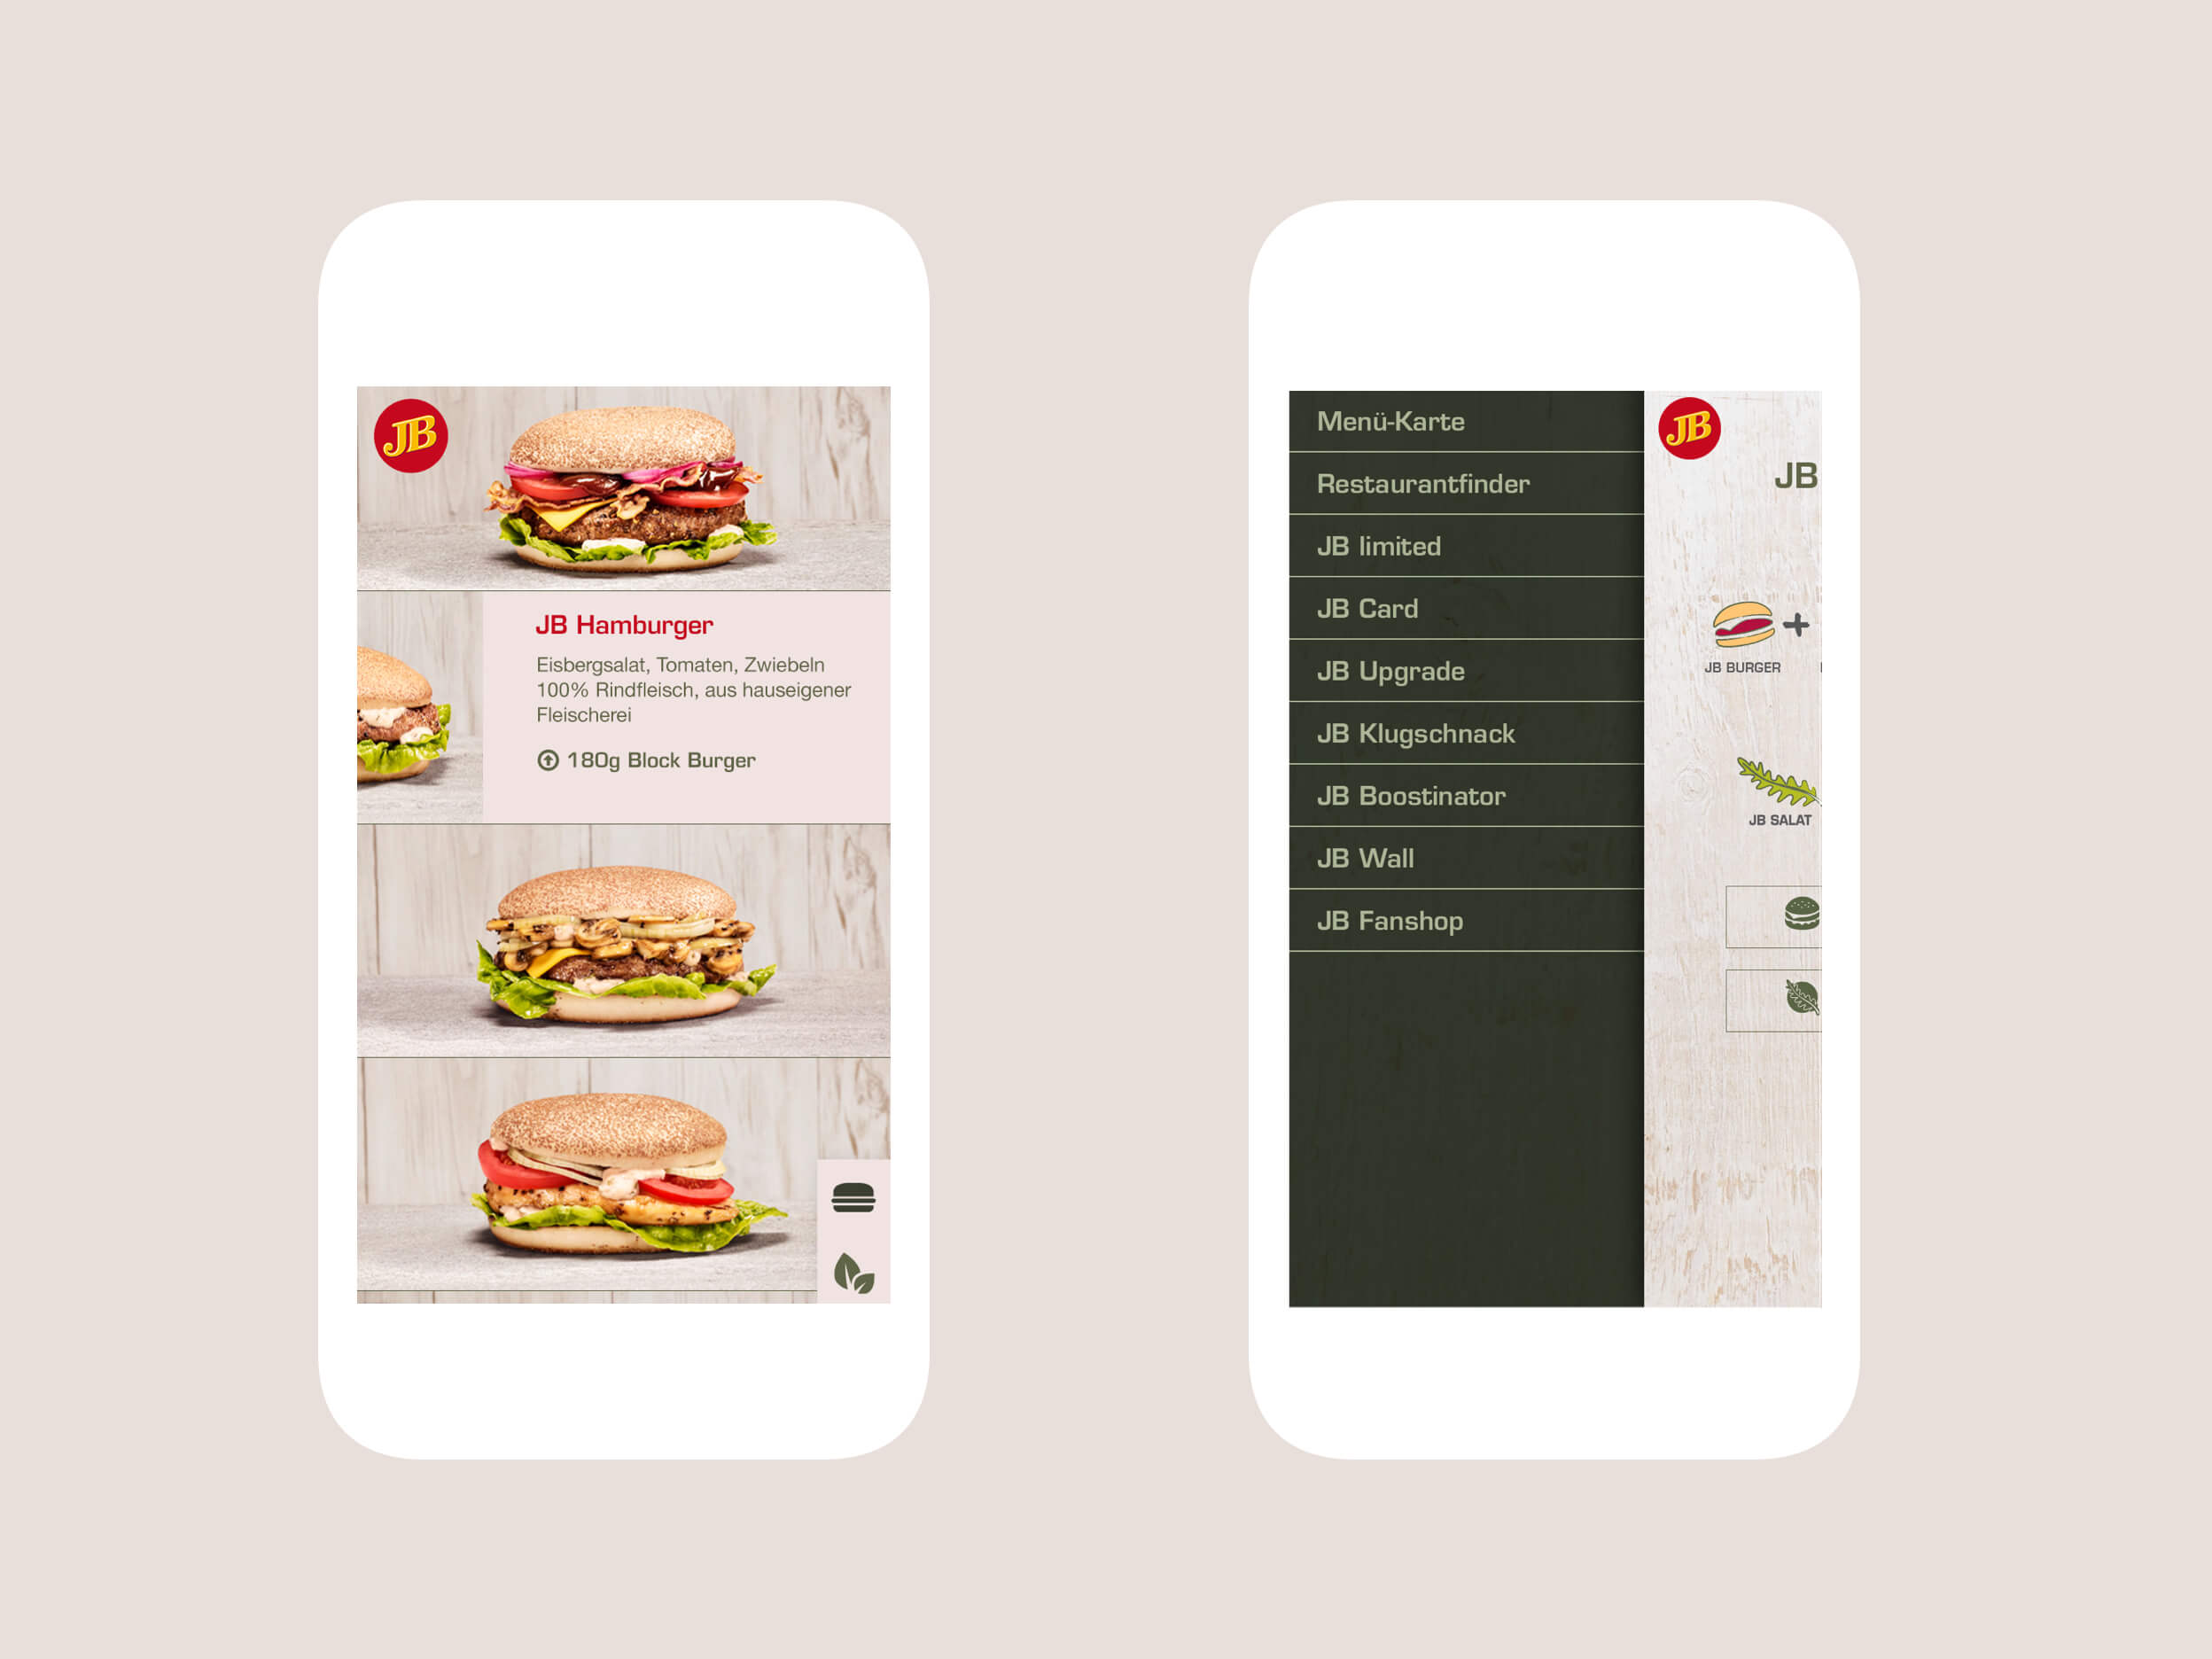 JB
JB Hamburger
Eisbergsalat, Tomaten, Zwiebeln
100% Rindfleisch, aus hauseigener
Fleischerei
180g Block Burger
Menü-Karte
Restaurantfinder
JB limited
JB Card
JB Upgrade
JB Klugschnack
JB Boostinator
JB Wall
JB Fanshop
JB
JB
JB BURGER
JB SALAT